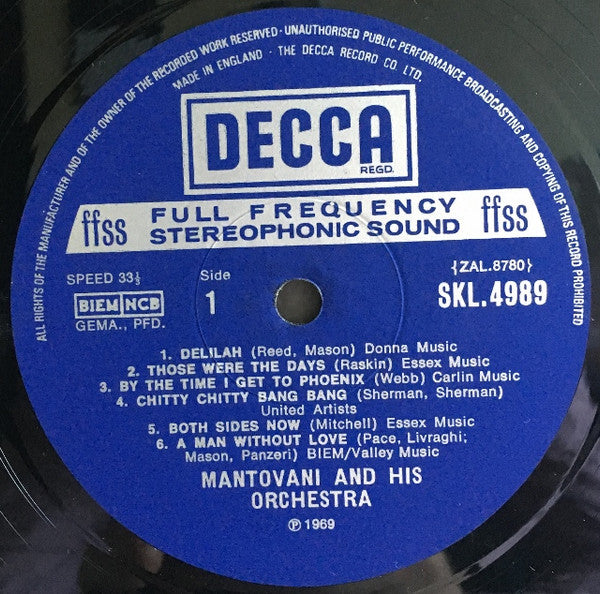 ALL RIGHTS OF THE MANUFACTURER AND OF THE OWNER OF THE RECORDED WORK RESERVED · UNAUTHORISED PUBLIC PERFORMANCE BROADCASTING AND COPYING OF THIS RECORD PROHIBITED
MADE IN ENGLAND · THE DECCA RECORD CO. LTD.
DECCA
REGD.
ffss FULL FREQUENCY ffss
STEREOPHONIC SOUND
SPEED 33⅓ Side {ZAL.8780}
1 SKL.4989
BIEM NCB
GEMA., PFD.
1. DELILAH (Reed, Mason) Donna Music
2. THOSE WERE THE DAYS (Raskin) Essex Music
3. BY THE TIME I GET TO PHOENIX (Webb) Carlin Music
4. CHITTY CHITTY BANG BANG (Sherman, Sherman)
United Artists
5. BOTH SIDES NOW (Mitchell) Essex Music
6. A MAN WITHOUT LOVE (Pace, Livraghi;
Mason, Panzeri) BIEM/Valley Music
MANTOVANI AND HIS
ORCHESTRA
℗ 1969